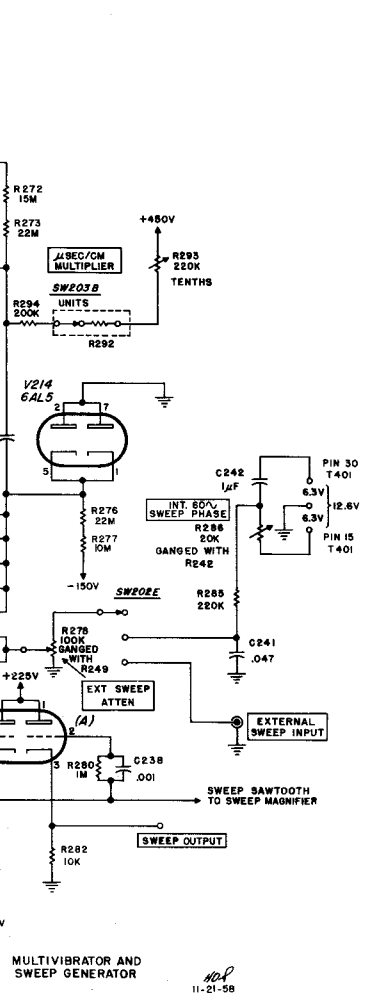 R272
15M
R273
22M
+450V
μSEC/CM
MULTIPLIER
R293
220K
TENTHS
SW203B
UNITS
R294
200K
R292
V214
6AL5
2
7
5
1
C242
1μF
PIN 30
T401
6.3V
12.6V
6.3V
PIN 15
T401
INT. 60∿
SWEEP PHASE
R286
20K
GANGED WITH
R242
R276
22M
R277
10M
-150V
SW202E
R285
220K
R278
100K
GANGED
WITH
R249
C241
.047
+225V
EXT SWEEP
ATTEN
1
(A)
2
EXTERNAL
SWEEP INPUT
3
R280
1M
C238
.001
SWEEP SAWTOOTH
TO SWEEP MAGNIFIER
SWEEP OUTPUT
R282
10K
V
MULTIVIBRATOR AND
SWEEP GENERATOR
11-21-58